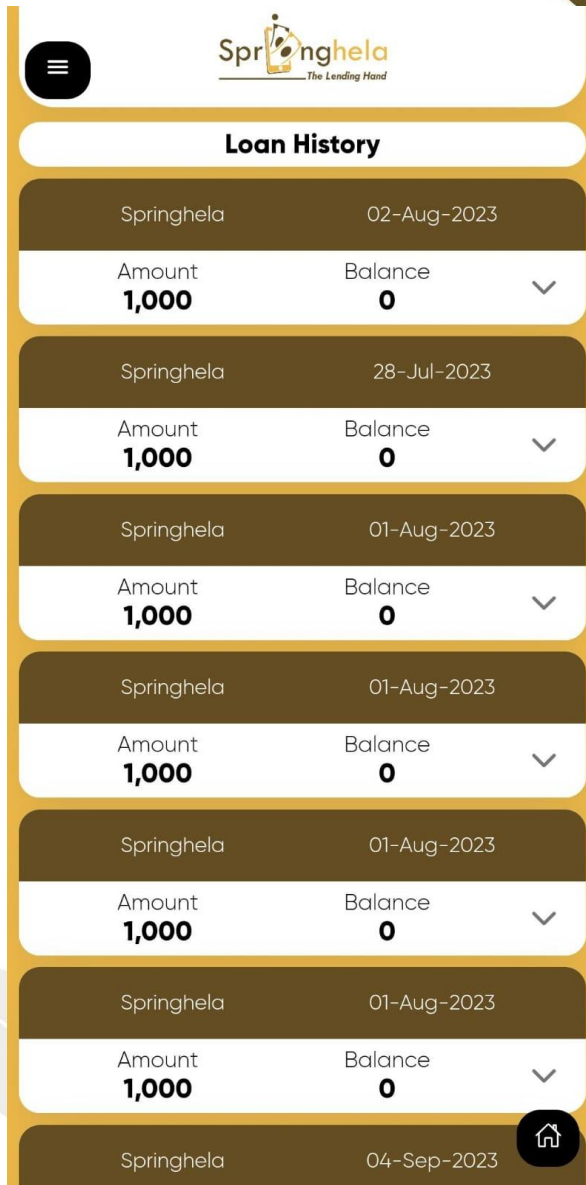 Springhela
The Lending Hand
Loan History
Springhela 02-Aug-2023
Amount Balance
1,000 0
Springhela 28-Jul-2023
Amount Balance
1,000 0
Springhela 01-Aug-2023
Amount Balance
1,000 0
Springhela 01-Aug-2023
Amount Balance
1,000 0
Springhela 01-Aug-2023
Amount Balance
1,000 0
Springhela 01-Aug-2023
Amount Balance
1,000 0
Springhela 04-Sep-2023